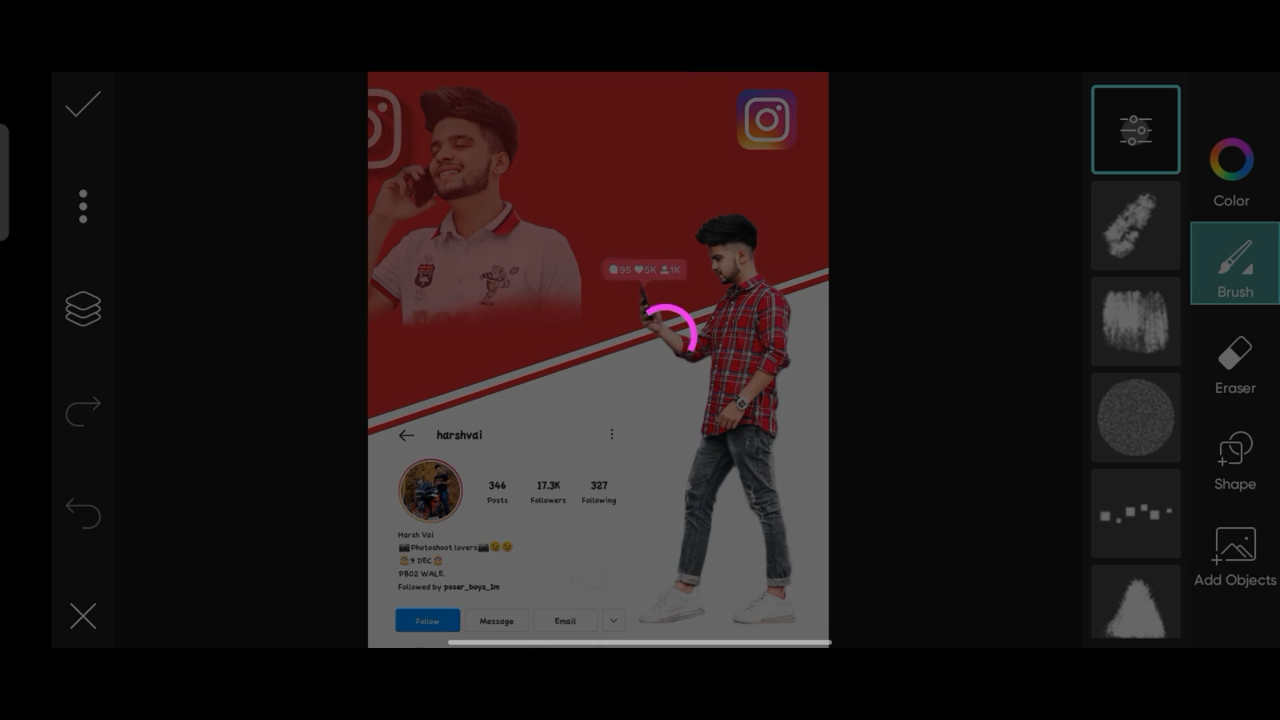 Color
Brush
Eraser
Shape
Add Objects
95 5K 1K
harshvai
346 17.3K 327
Posts Followers Following
Harsh Vai
📷Photoshoot lovers📷😉😉
🎂9 DEC🎂
PB02 WALE.
Followed by poser_boys_1m
Follow Message Email